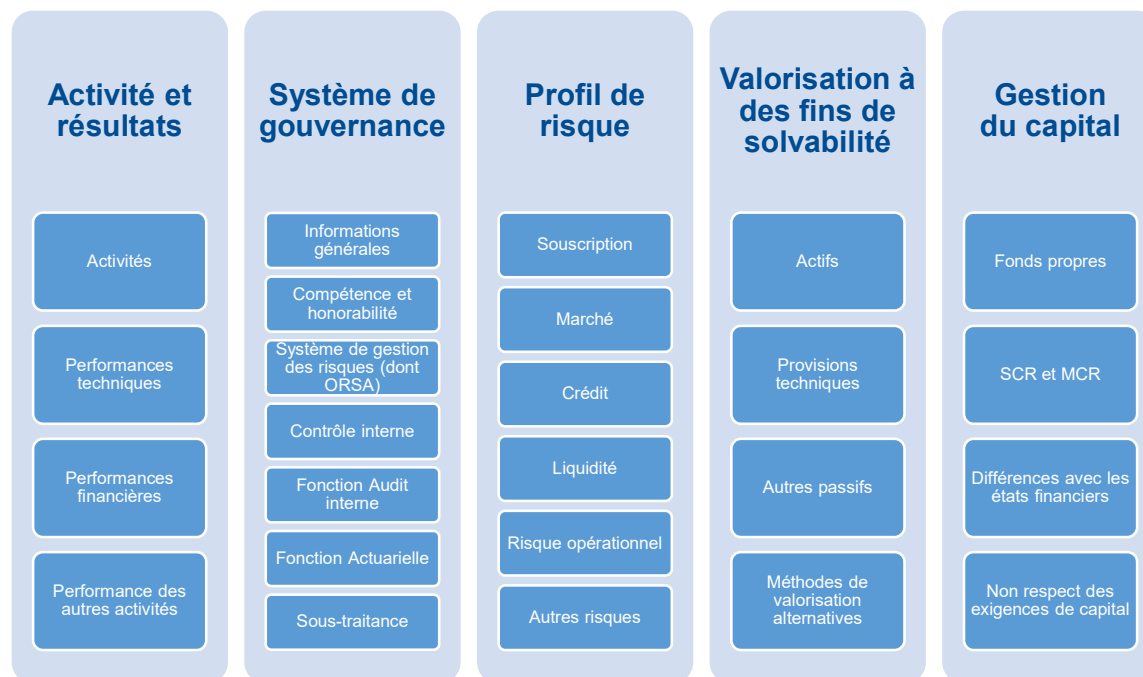 Activité et
résultats
Activités
Performances
techniques
Performances
financières
Performance des
autres activités
Système de
gouvernance
Informations
générales
Compétence et
honorabilité
Système de gestion
des risques (dont
ORSA)
Contrôle interne
Fonction Audit
interne
Fonction Actuarielle
Sous-traitance
Profil de
risque
Souscription
Marché
Crédit
Liquidité
Risque opérationnel
Autres risques
Valorisation à
des fins de
solvabilité
Actifs
Provisions
techniques
Autres passifs
Méthodes de
valorisation
alternatives
Gestion
du capital
Fonds propres
SCR et MCR
Différences avec les
états financiers
Non respect des
exigences de capital